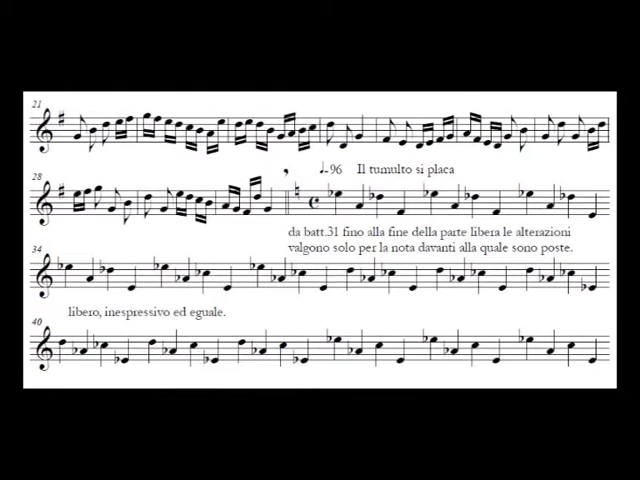 21
28
♩=96 Il tumulto si placa
da batt.31 fino alla fine della parte libera le alterazioni
valgono solo per la nota davanti alla quale sono poste.
34
libero, inespressivo ed eguale.
40